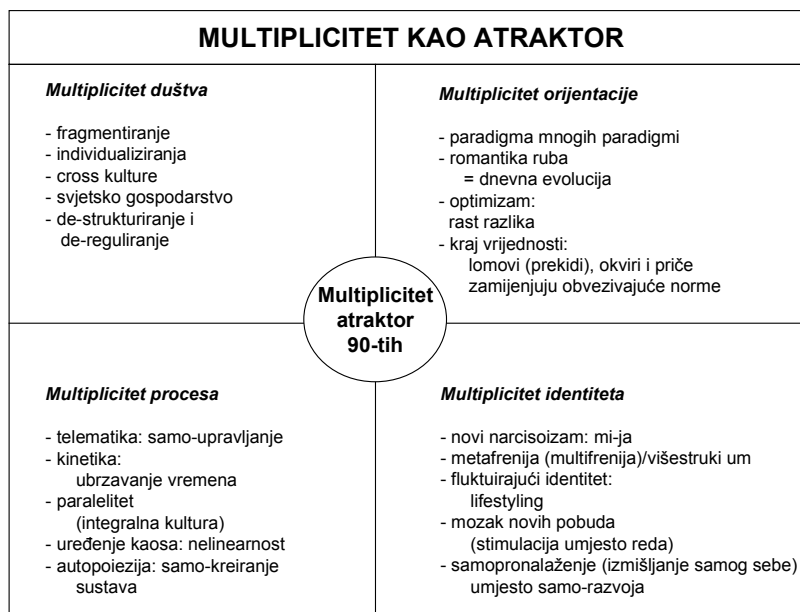 MULTIPLICITET KAO ATRAKTOR
Multiplicitet duštva
- fragmentiranje
- individualiziranja
- cross kulture
- svjetsko gospodarstvo
- de-strukturiranje i
de-reguliranje
Multiplicitet orijentacije
- paradigma mnogih paradigmi
- romantika ruba
= dnevna evolucija
- optimizam:
rast razlika
- kraj vrijednosti:
lomovi (prekidi), okviri i priče
zamijenjuju obvezivajuće norme
Multiplicitet
atraktor
90-tih
Multiplicitet procesa
- telematika: samo-upravljanje
- kinetika:
ubrzavanje vremena
- paralelitet
(integralna kultura)
- uređenje kaosa: nelinearnost
- autopoiezija: samo-kreiranje
sustava
Multiplicitet identiteta
- novi narcisoizam: mi-ja
- metafrenija (multifrenija)/višestruki um
- fluktuirajući identitet:
lifestyling
- mozak novih pobuda
(stimulacija umjesto reda)
- samopronalaženje (izmišljanje samog sebe)
umjesto samo-razvoja